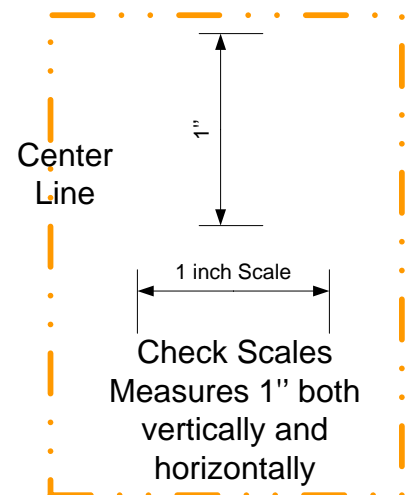 1’’
Center
Line
1 inch Scale
Check Scales
Measures 1’’ both
vertically and
horizontally